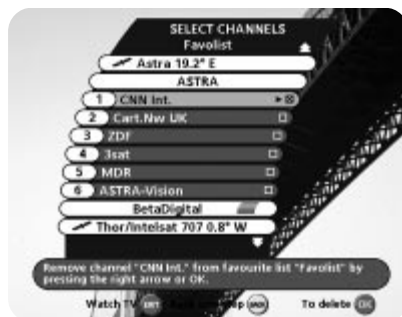 SELECT CHANNELS
Favolist
Astra 19.2° E
ASTRA
1 CNN Int.
2 Cart.Nw UK
3 ZDF
4 3sat
5 MDR
6 ASTRA-Vision
BetaDigital
Thor/Intelsat 707 0.8° W
Remove channel "CNN Int." from favourite list "Favolist" by
pressing the right arrow or OK.
Watch TV To delete OK